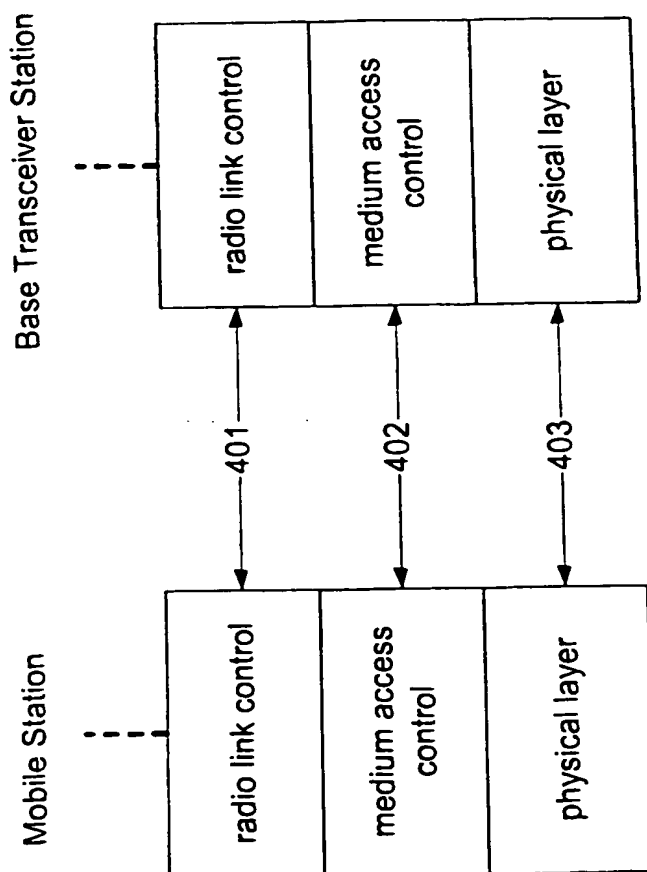 Mobile Station
Base Transceiver Station
radio link control
401
radio link control
medium access
control
402
medium access
control
physical layer
403
physical layer